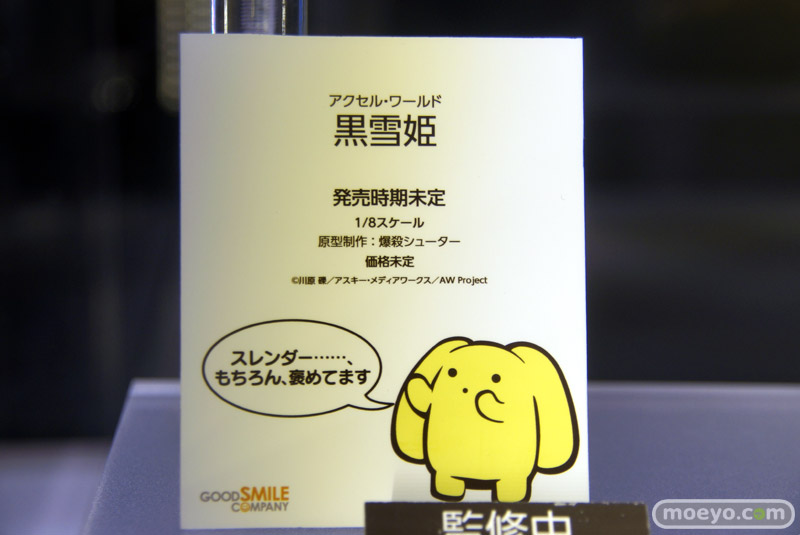 アクセル・ワールド
黒雪姫
発売時期未定
1/8スケール
原型制作：爆殺シューター
価格未定
©川原 礫／アスキー・メディアワークス／AW Project
スレンダー……、
もちろん、褒めてます
GOOD SMILE
COMPANY
監修中
moeyo.com